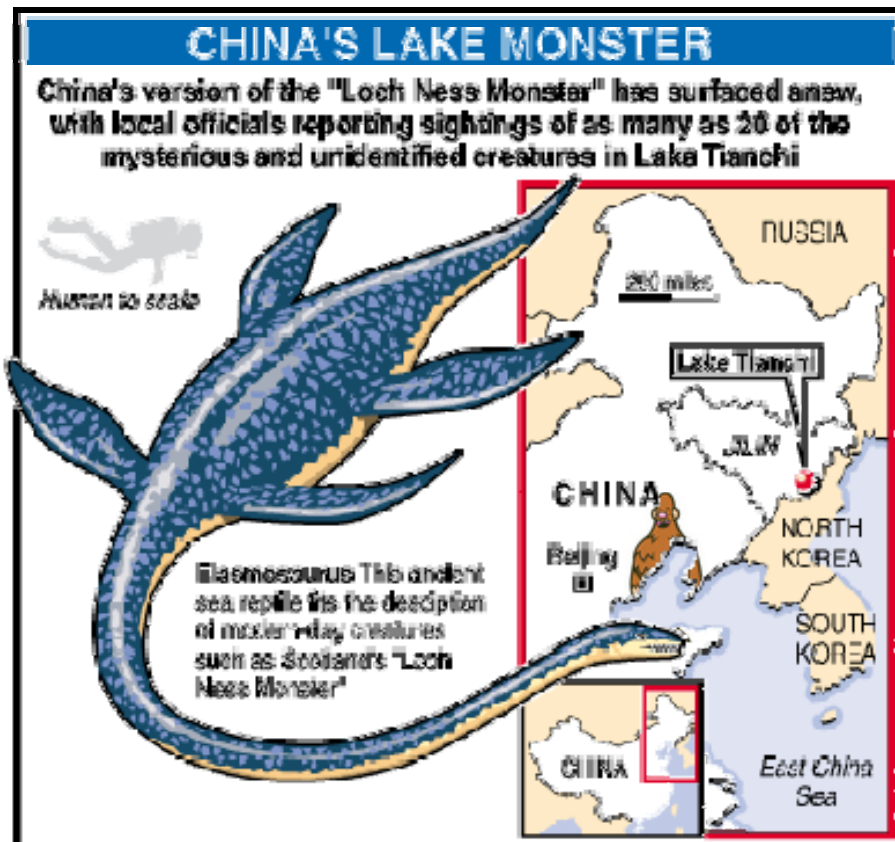 CHINA'S LAKE MONSTER
China's version of the "Loch Ness Monster" has surfaced anew,
with local officials reporting sightings of as many as 20 of the
mysterious and unidentified creatures in Lake Tianchi
Human to scale
RUSSIA
miles
Lake Tianchi
JILIN
CHINA
Beijing
NORTH
KOREA
SOUTH
KOREA
Elasmosaurus This ancient
sea reptile fits the desciption
of modern-day creatures
such as Scotland's "Loch
Ness Monster"
CHINA
East China
Sea